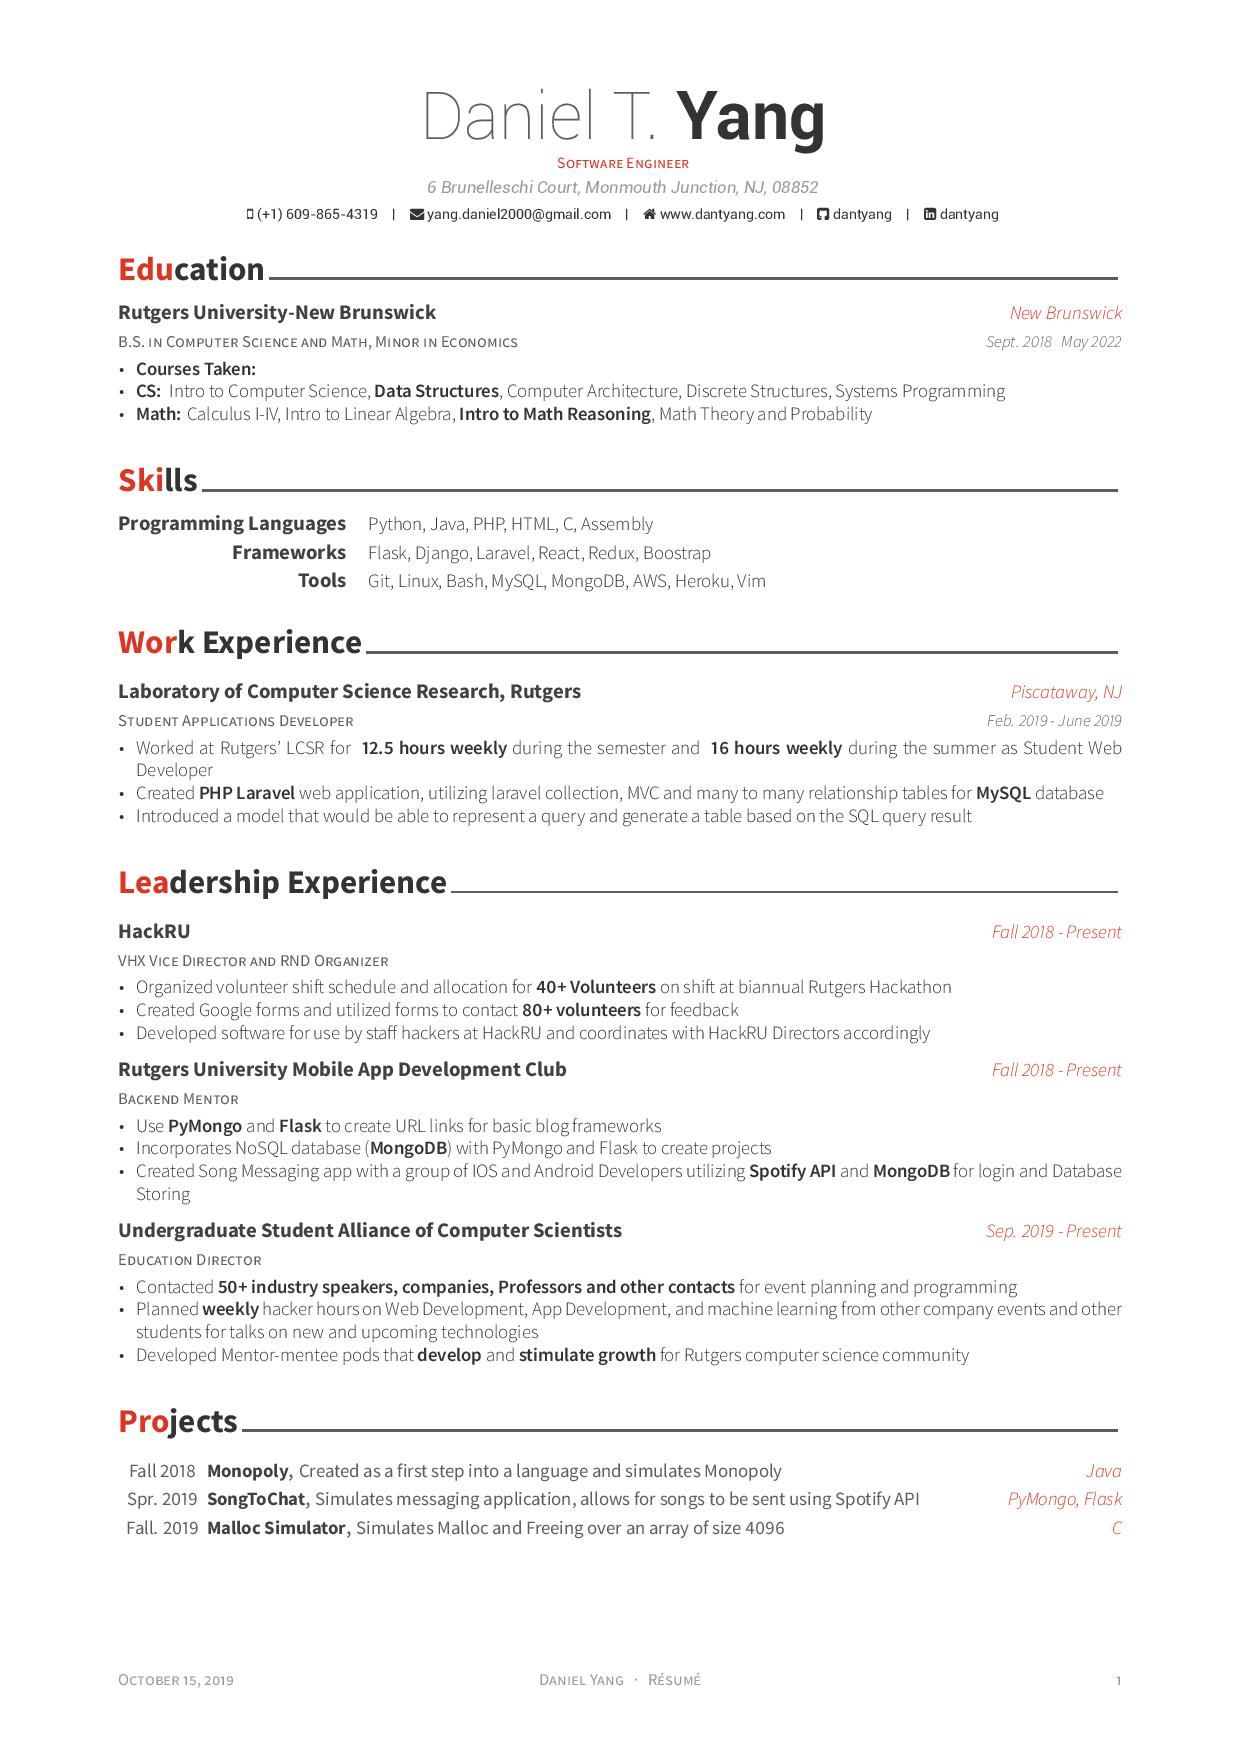 Daniel T. Yang
Software Engineer
6 Brunelleschi Court, Monmouth Junction, NJ, 08852
(+1) 609-865-4319 | yang.daniel2000@gmail.com | www.dantyang.com | dantyang | dantyang
Education
Rutgers University-New Brunswick New Brunswick
B.S. in Computer Science and Math, Minor in Economics Sept. 2018 May 2022
• Courses Taken:
• CS: Intro to Computer Science, Data Structures, Computer Architecture, Discrete Structures, Systems Programming
• Math: Calculus I-IV, Intro to Linear Algebra, Intro to Math Reasoning, Math Theory and Probability
Skills
Programming Languages Python, Java, PHP, HTML, C, Assembly
Frameworks Flask, Django, Laravel, React, Redux, Boostrap
Tools Git, Linux, Bash, MySQL, MongoDB, AWS, Heroku, Vim
Work Experience
Laboratory of Computer Science Research, Rutgers Piscataway, NJ
Student Applications Developer Feb. 2019 - June 2019
• Worked at Rutgers' LCSR for 12.5 hours weekly during the semester and 16 hours weekly during the summer as Student Web
Developer
• Created PHP Laravel web application, utilizing laravel collection, MVC and many to many relationship tables for MySQL database
• Introduced a model that would be able to represent a query and generate a table based on the SQL query result
Leadership Experience
HackRU Fall 2018 - Present
VHX Vice Director and RND Organizer
• Organized volunteer shift schedule and allocation for 40+ Volunteers on shift at biannual Rutgers Hackathon
• Created Google forms and utilized forms to contact 80+ volunteers for feedback
• Developed software for use by staff hackers at HackRU and coordinates with HackRU Directors accordingly
Rutgers University Mobile App Development Club Fall 2018 - Present
Backend Mentor
• Use PyMongo and Flask to create URL links for basic blog frameworks
• Incorporates NoSQL database (MongoDB) with PyMongo and Flask to create projects
• Created Song Messaging app with a group of IOS and Android Developers utilizing Spotify API and MongoDB for login and Database
Storing
Undergraduate Student Alliance of Computer Scientists Sep. 2019 - Present
Education Director
• Contacted 50+ industry speakers, companies, Professors and other contacts for event planning and programming
• Planned weekly hacker hours on Web Development, App Development, and machine learning from other company events and other
students for talks on new and upcoming technologies
• Developed Mentor-mentee pods that develop and stimulate growth for Rutgers computer science community
Projects
Fall 2018 Monopoly, Created as a first step into a language and simulates Monopoly Java
Spr. 2019 SongToChat, Simulates messaging application, allows for songs to be sent using Spotify API PyMongo, Flask
Fall. 2019 Malloc Simulator, Simulates Malloc and Freeing over an array of size 4096 C
October 15, 2019 Daniel Yang · Résumé 1